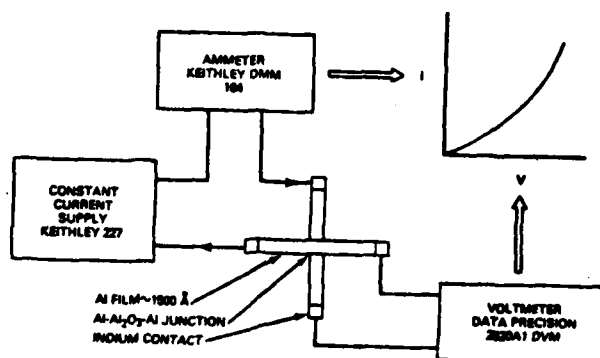 AMMETER
KEITHLEY DMM
I
CONSTANT
CURRENT
SUPPLY
KEITHLEY 227
V
Al FILM~1500 Å
Al-Al₂O₃-Al JUNCTION
INDIUM CONTACT
VOLTMETER
DATA PRECISION
DVM